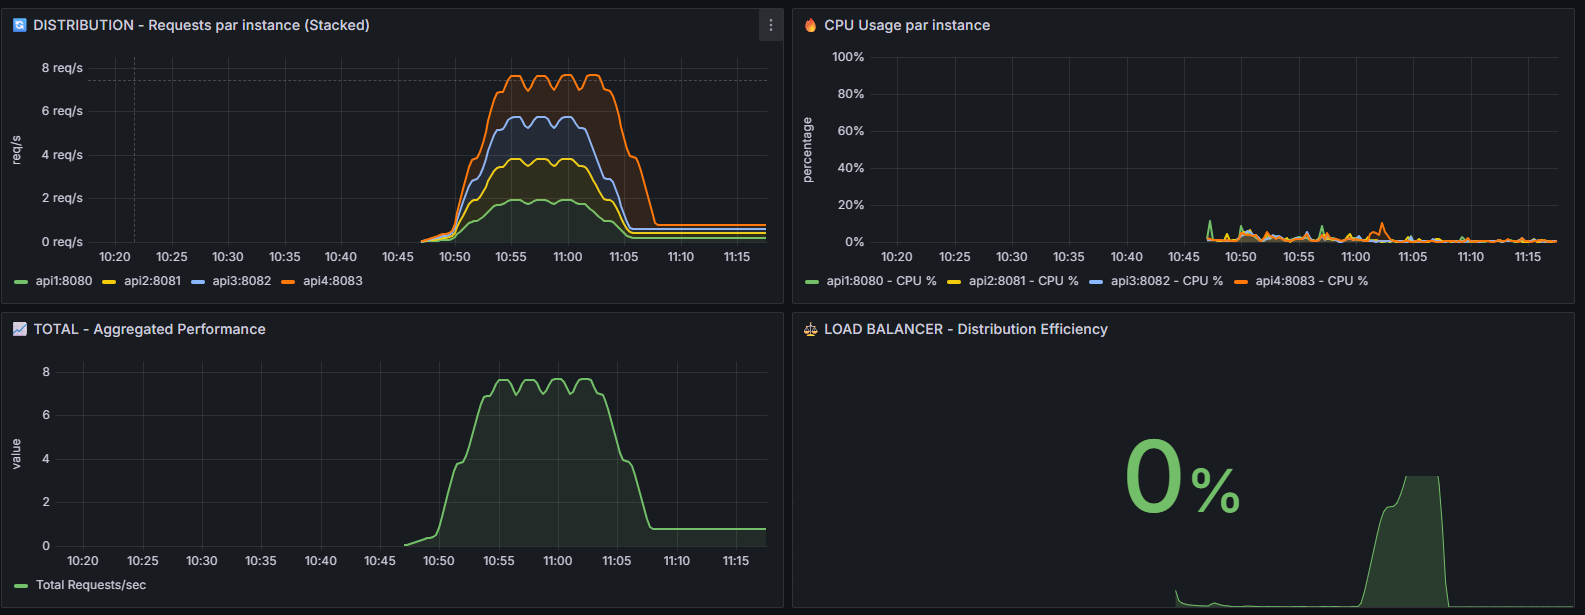 DISTRIBUTION - Requests par instance (Stacked)
8 req/s
6 req/s
4 req/s
2 req/s
0 req/s
req/s
10:20 10:25 10:30 10:35 10:40 10:45 10:50 10:55 11:00 11:05 11:10 11:15
api1:8080 api2:8081 api3:8082 api4:8083
CPU Usage par instance
100%
80%
60%
40%
20%
0%
percentage
10:20 10:25 10:30 10:35 10:40 10:45 10:50 10:55 11:00 11:05 11:10 11:15
api1:8080 - CPU % api2:8081 - CPU % api3:8082 - CPU % api4:8083 - CPU %
TOTAL - Aggregated Performance
8
6
4
2
0
value
10:20 10:25 10:30 10:35 10:40 10:45 10:50 10:55 11:00 11:05 11:10 11:15
Total Requests/sec
LOAD BALANCER - Distribution Efficiency
0%